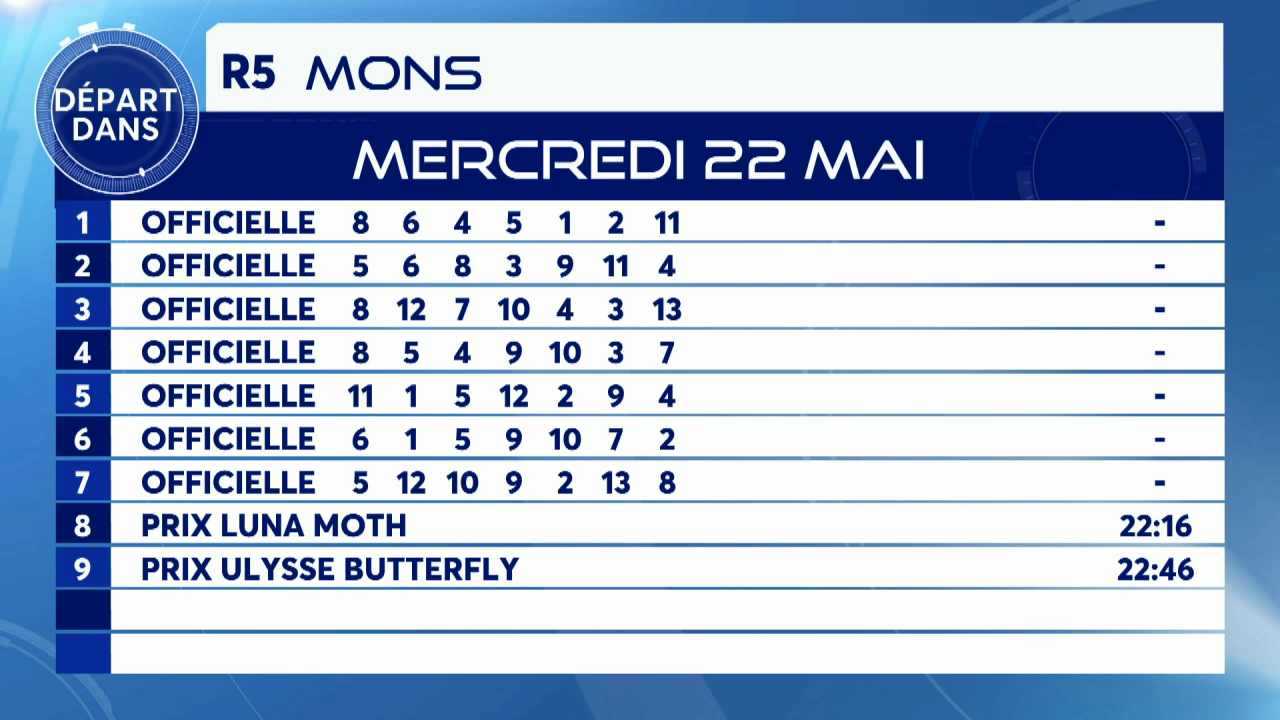 R5 MONS
DÉPART
DANS
MERCREDI 22 MAI
1 OFFICIELLE 8 6 4 5 1 2 11 -
2 OFFICIELLE 5 6 8 3 9 11 4 -
3 OFFICIELLE 8 12 7 10 4 3 13 -
4 OFFICIELLE 8 5 4 9 10 3 7 -
5 OFFICIELLE 11 1 5 12 2 9 4 -
6 OFFICIELLE 6 1 5 9 10 7 2 -
7 OFFICIELLE 5 12 10 9 2 13 8 -
8 PRIX LUNA MOTH 22:16
9 PRIX ULYSSE BUTTERFLY 22:46